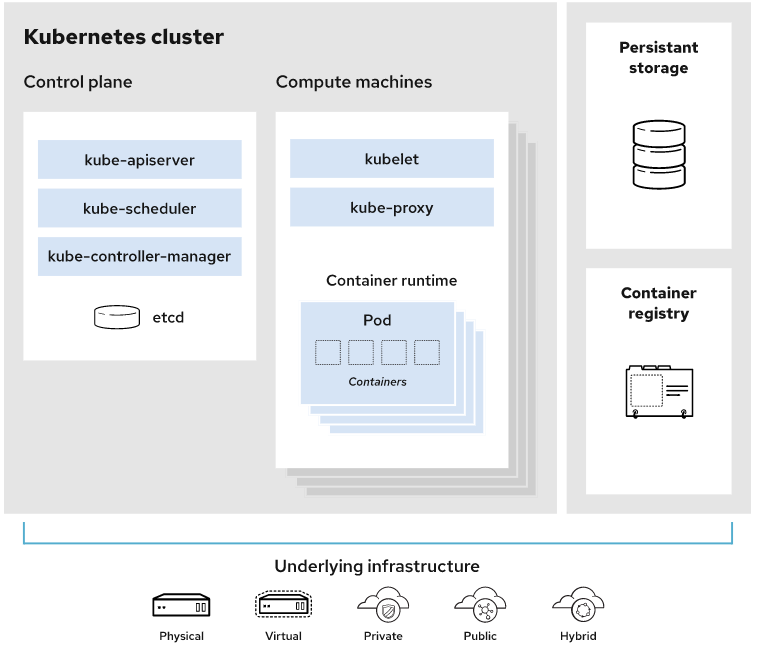 Kubernetes cluster
Control plane
kube-apiserver
kube-scheduler
kube-controller-manager
etcd
Compute machines
kubelet
kube-proxy
Container runtime
Pod
Containers
Persistant
storage
Container
registry
Underlying infrastructure
Physical
Virtual
Private
Public
Hybrid